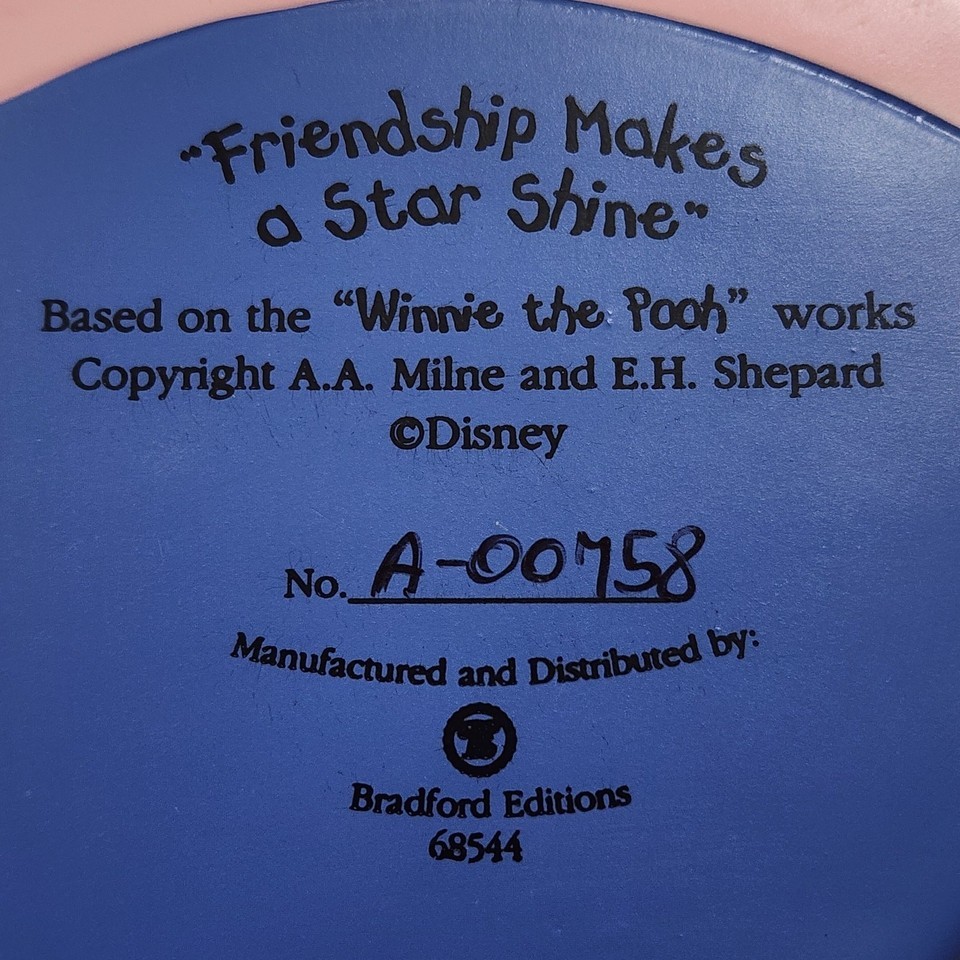 "Friendship Makes
a Star Shine"
Based on the "Winnie the Pooh" works
Copyright A.A. Milne and E.H. Shepard
©Disney
No. A-00758
Manufactured and Distributed by:
Bradford Editions
68544